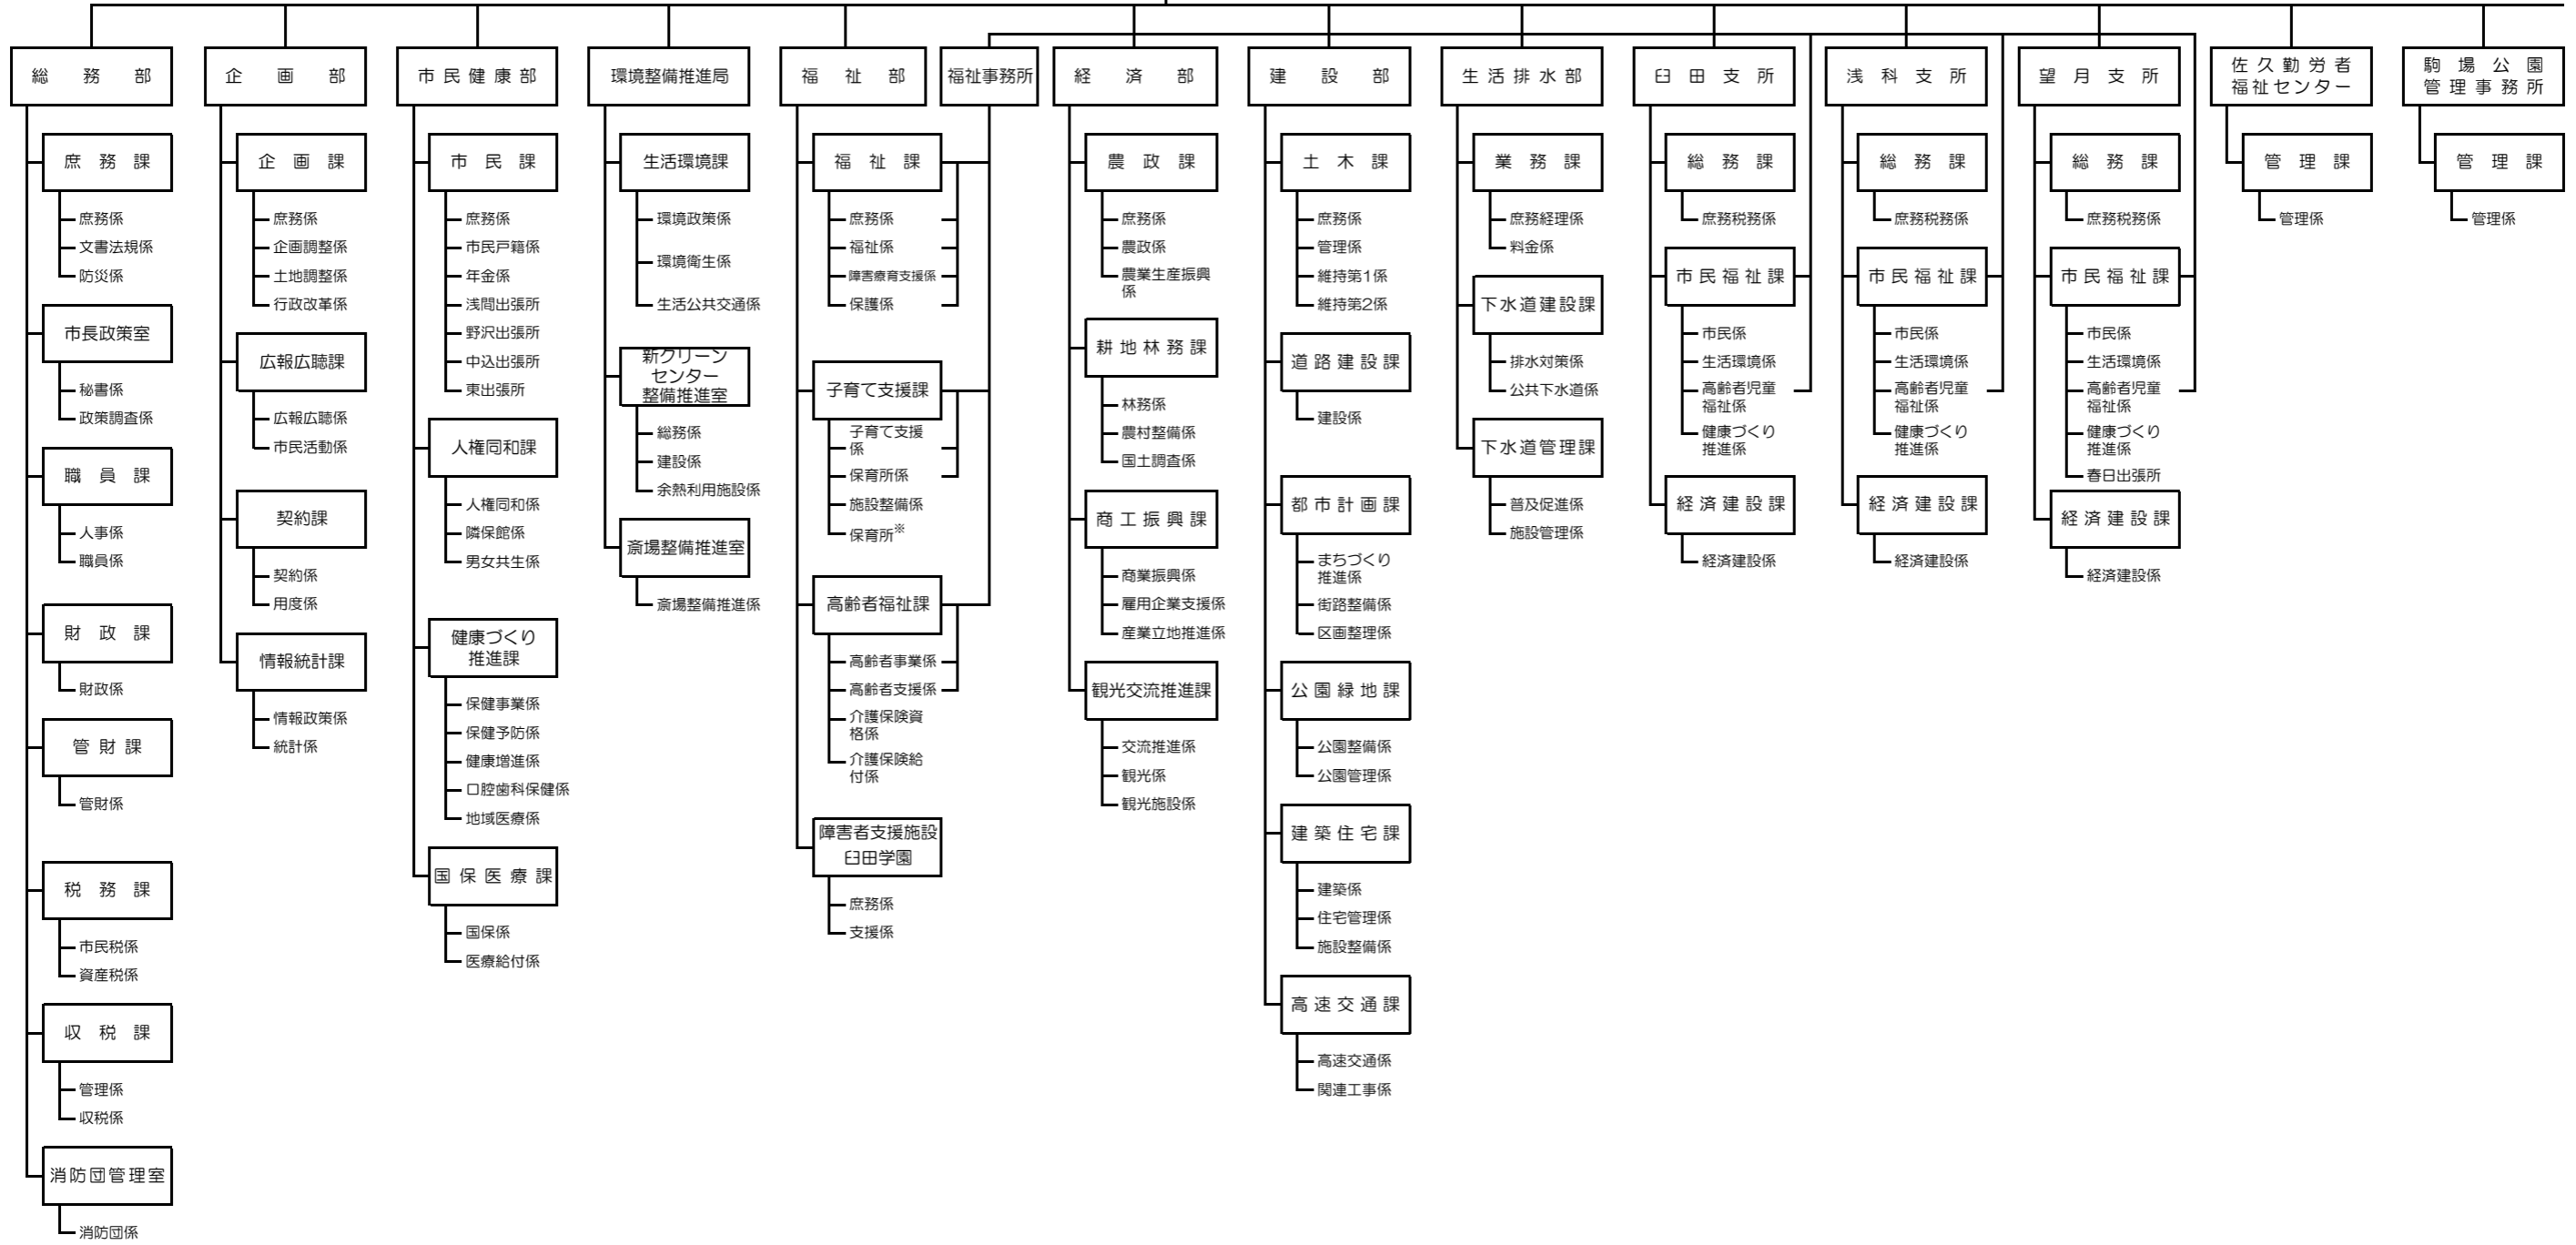 総務部
庶務課
庶務係
文書法規係
防災係
市長政策室
秘書係
政策調査係
職員課
人事係
職員係
財政課
財政係
管財課
管財係
税務課
市民税係
資産税係
収税課
管理係
収税係
消防団管理室
消防団係
企画部
企画課
庶務係
企画調整係
土地調整係
行政改革係
広報広聴課
広報広聴係
市民活動係
契約課
契約係
用度係
情報統計課
情報政策係
統計係
市民健康部
市民課
庶務係
市民戸籍係
年金係
浅間出張所
野沢出張所
中込出張所
東出張所
人権同和課
人権同和係
隣保館係
男女共生係
健康づくり
推進課
保健事業係
保健予防係
健康増進係
口腔歯科保健係
地域医療係
国保医療課
国保係
医療給付係
環境整備推進局
生活環境課
環境政策係
環境衛生係
生活公共交通係
新クリーン
センター
整備推進室
総務係
建設係
余熱利用施設係
斎場整備推進室
斎場整備推進係
福祉部
福祉課
庶務係
福祉係
障害療育支援係
保護係
子育て支援課
子育て支援
係
保育所係
施設整備係
保育所※
高齢者福祉課
高齢者事業係
高齢者支援係
介護保険資
格係
介護保険給
付係
障害者支援施設
臼田学園
庶務係
支援係
福祉事務所
経済部
農政課
庶務係
農政係
農業生産振興
係
耕地林務課
林務係
農村整備係
国土調査係
商工振興課
商業振興係
雇用企業支援係
産業立地推進係
観光交流推進課
交流推進係
観光係
観光施設係
建設部
土木課
庶務係
管理係
維持第1係
維持第2係
道路建設課
建設係
都市計画課
まちづくり
推進係
街路整備係
区画整理係
公園緑地課
公園整備係
公園管理係
建築住宅課
建築係
住宅管理係
施設整備係
高速交通課
高速交通係
関連工事係
生活排水部
業務課
庶務経理係
料金係
下水道建設課
排水対策係
公共下水道係
下水道管理課
普及促進係
施設管理係
臼田支所
総務課
庶務税務係
市民福祉課
市民係
生活環境係
高齢者児童
福祉係
健康づくり
推進係
経済建設課
経済建設係
浅科支所
総務課
庶務税務係
市民福祉課
市民係
生活環境係
高齢者児童
福祉係
健康づくり
推進係
経済建設課
経済建設係
望月支所
総務課
庶務税務係
市民福祉課
市民係
生活環境係
高齢者児童
福祉係
健康づくり
推進係
春日出張所
経済建設課
経済建設係
佐久勤労者
福祉センター
管理課
管理係
駒場公園
管理事務所
管理課
管理係